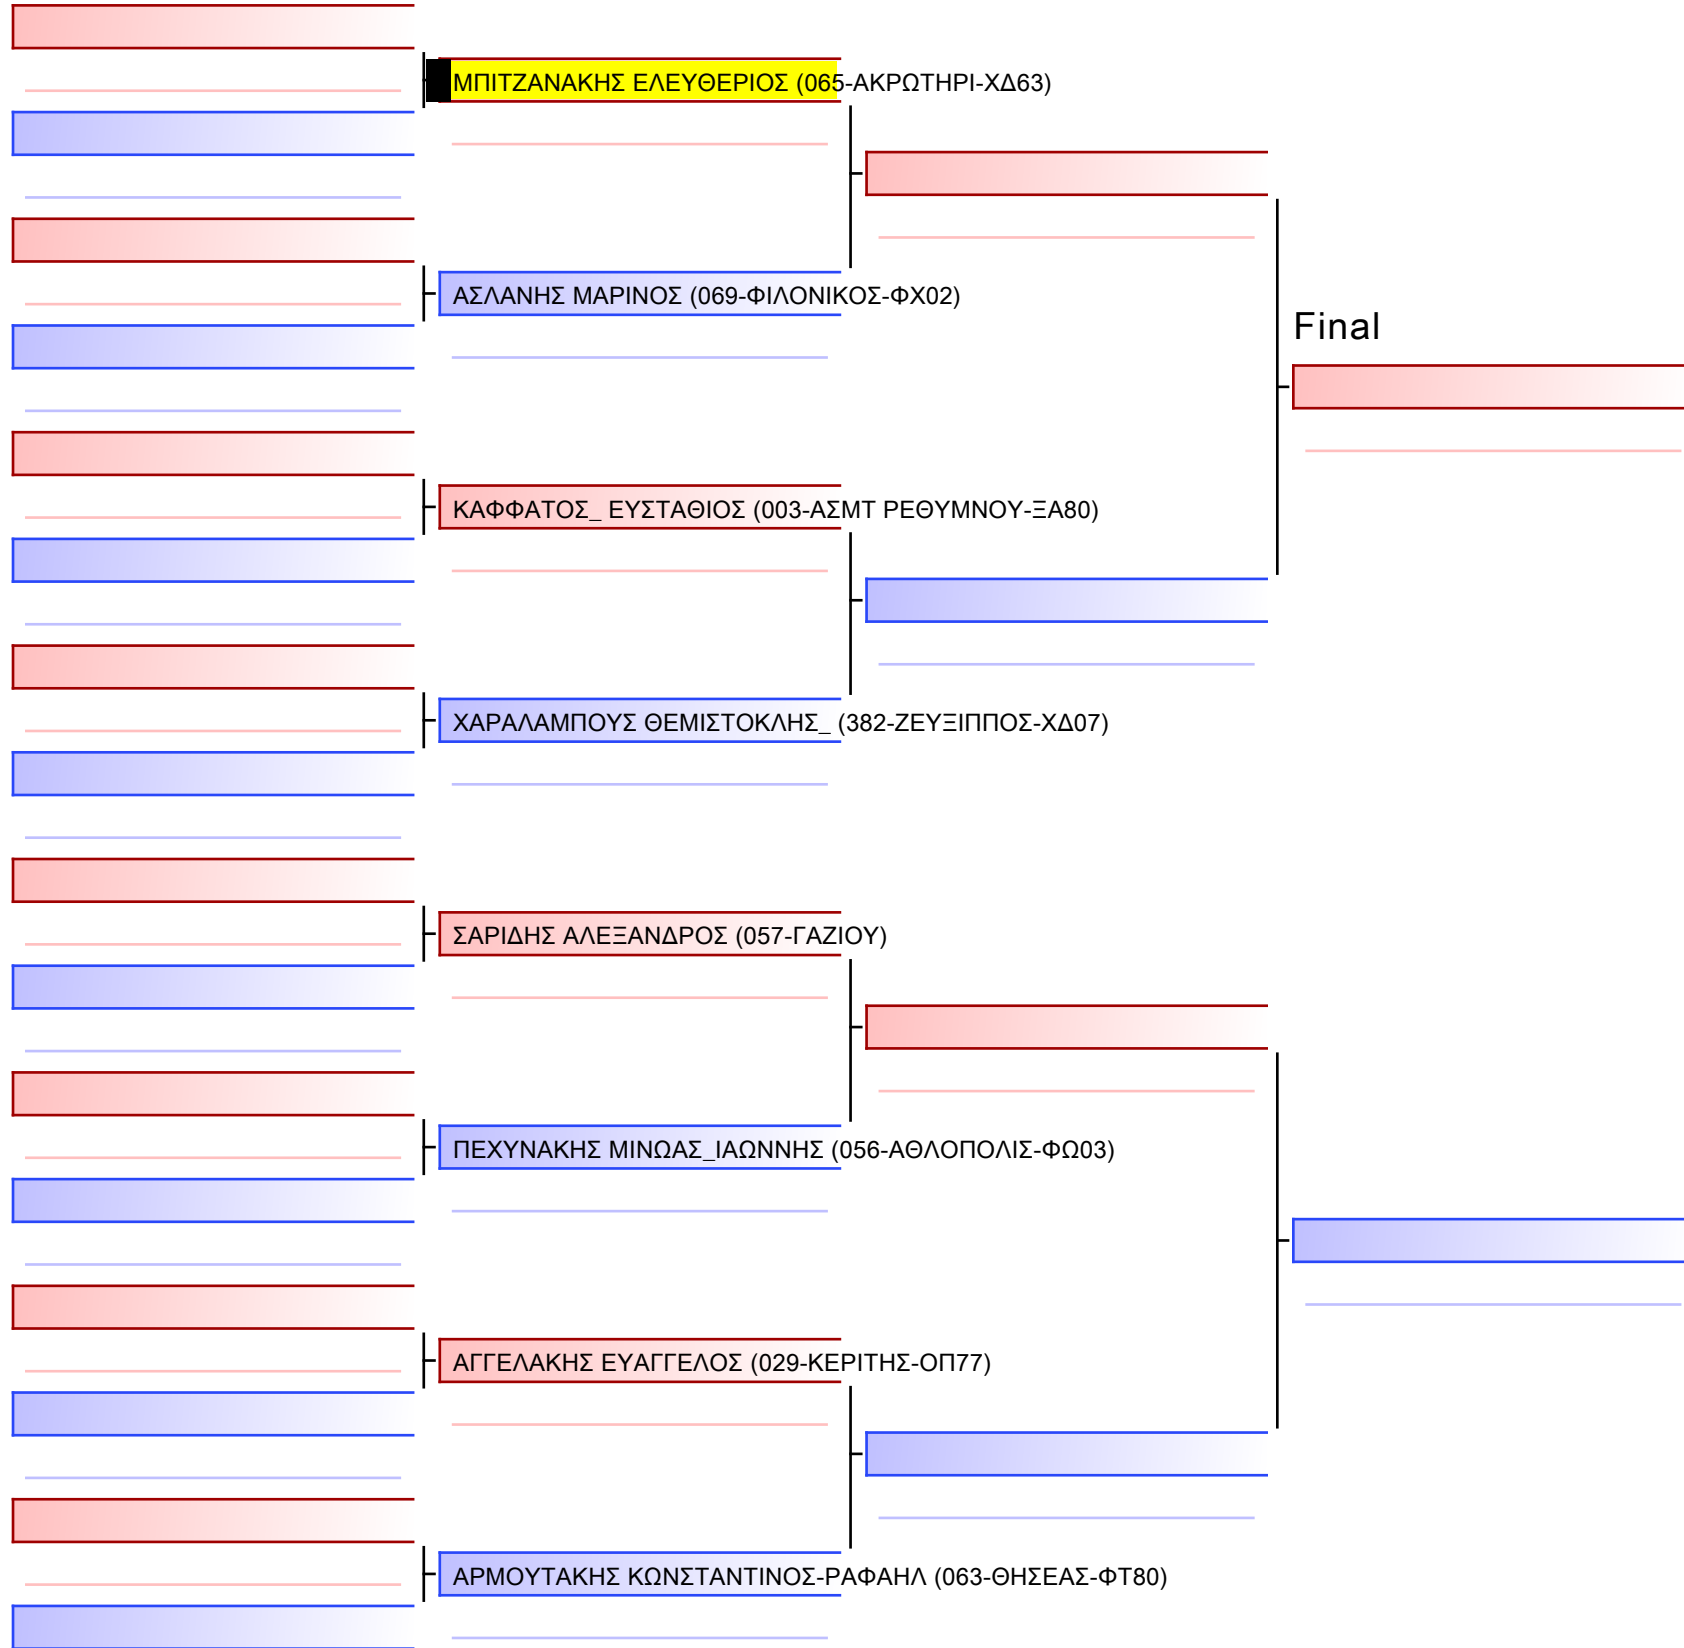 ΜΠΙΤΖΑΝΑΚΗΣ ΕΛΕΥΘΕΡΙΟΣ (065-ΑΚΡΩΤΗΡΙ-ΧΔ63)
ΑΣΛΑΝΗΣ ΜΑΡΙΝΟΣ (069-ΦΙΛΟΝΙΚΟΣ-ΦΧ02)
Final
ΚΑΦΦΑΤΟΣ_ ΕΥΣΤΑΘΙΟΣ (003-ΑΣΜΤ ΡΕΘΥΜΝΟΥ-ΞΑ80)
ΧΑΡΑΛΑΜΠΟΥΣ ΘΕΜΙΣΤΟΚΛΗΣ_ (382-ΖΕΥΞΙΠΠΟΣ-ΧΔ07)
ΣΑΡΙΔΗΣ ΑΛΕΞΑΝΔΡΟΣ (057-ΓΑΖΙΟΥ)
ΠΕΧΥΝΑΚΗΣ ΜΙΝΩΑΣ_ΙΑΩΝΝΗΣ (056-ΑΘΛΟΠΟΛΙΣ-ΦΩ03)
ΑΓΓΕΛΑΚΗΣ ΕΥΑΓΓΕΛΟΣ (029-ΚΕΡΙΤΗΣ-ΟΠ77)
ΑΡΜΟΥΤΑΚΗΣ ΚΩΝΣΤΑΝΤΙΝΟΣ-ΡΑΦΑΗΛ (063-ΘΗΣΕΑΣ-ΦΤ80)